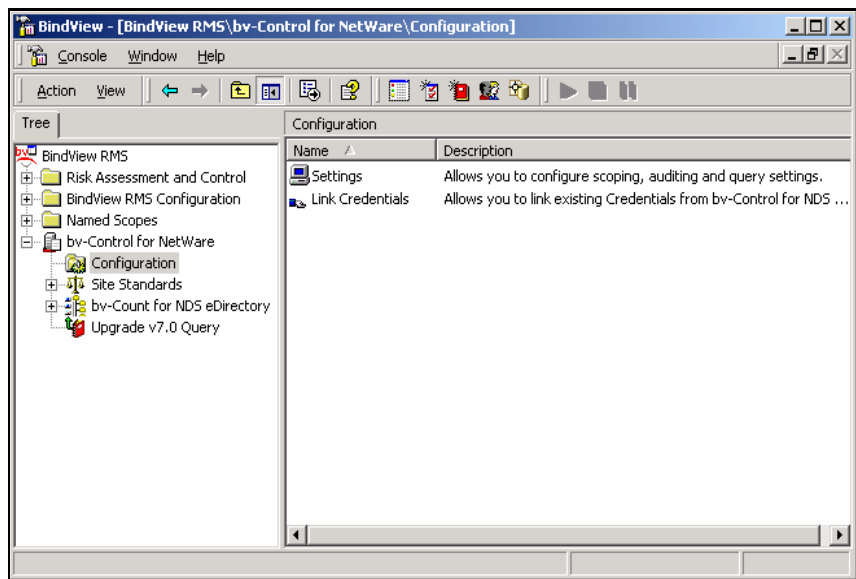 BindView - [BindView RMS\bv-Control for NetWare\Configuration]
Console Window Help
Action View
Tree
Configuration
Name Description
BindView RMS
Risk Assessment and Control
BindView RMS Configuration
Named Scopes
bv-Control for NetWare
Configuration
Site Standards
bv-Count for NDS eDirectory
Upgrade v7.0 Query
Settings Allows you to configure scoping, auditing and query settings.
Link Credentials Allows you to link existing Credentials from bv-Control for NDS ...